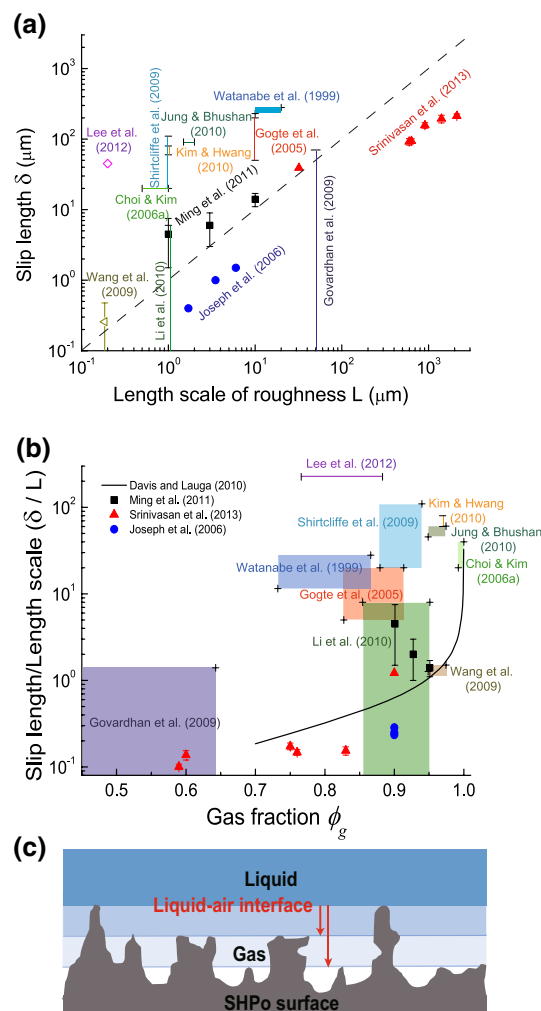 (a)
10³
10²
10¹
10⁰
10⁻¹
Slip length δ (μm)
Lee et al.
(2012)
Shirtcliffe et al. (2009)
Watanabe et al. (1999)
Jung & Bhushan
(2010)
Kim & Hwang
(2010)
Gogte et al.
(2005)
Srinivasan et al. (2013)
Choi & Kim
(2006a)
Ming et al. (2011)
Wang et al.
(2009)
Li et al. (2010)
Joseph et al. (2006)
Govardhan et al. (2009)
10⁻¹ 10⁰ 10¹ 10² 10³
Length scale of roughness L (μm)
(b)
Slip length/Length scale (δ / L)
10²
10¹
10⁰
10⁻¹
Davis and Lauga (2010)
Ming et al. (2011)
Srinivasan et al. (2013)
Joseph et al. (2006)
Lee et al. (2012)
Shirtcliffe et al. (2009)
Kim & Hwang
(2010)
Jung & Bhushan
(2010)
Choi & Kim
(2006a)
Watanabe et al. (1999)
Gogte et al. (2005)
Li et al.
(2010)
Wang et al.
(2009)
Govardhan et al. (2009)
0.5 0.6 0.7 0.8 0.9 1.0
Gas fraction ϕg
(c)
Liquid
Liquid-air interface
Gas
SHPo surface